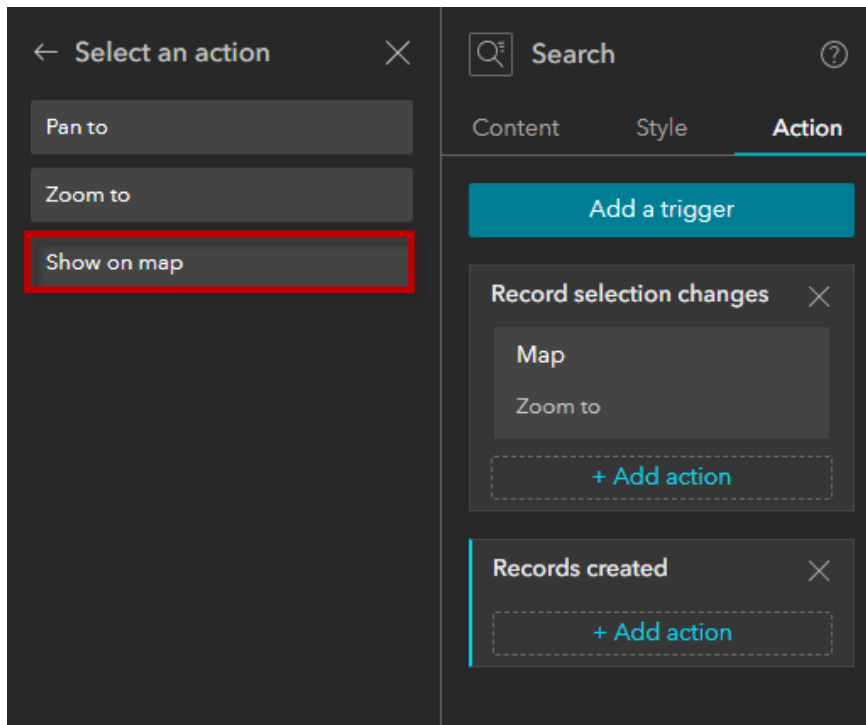 Select an action
Pan to
Zoom to
Show on map
Search
Content Style Action
Add a trigger
Record selection changes
Map
Zoom to
+ Add action
Records created
+ Add action